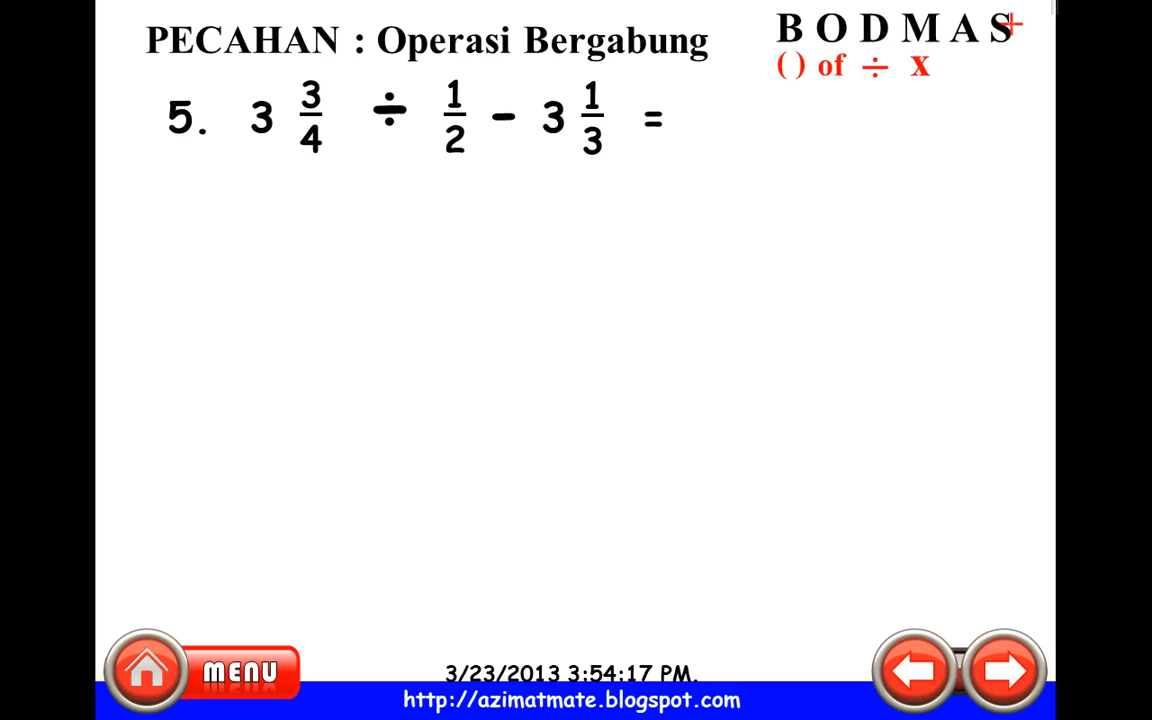 PECAHAN : Operasi Bergabung
B O D M A S
( ) of ÷ x +
5. 3 3/4 ÷ 1/2 - 3 1/3 =
MENU
3/23/2013 3:54:17 PM.
http://azimatmate.blogspot.com